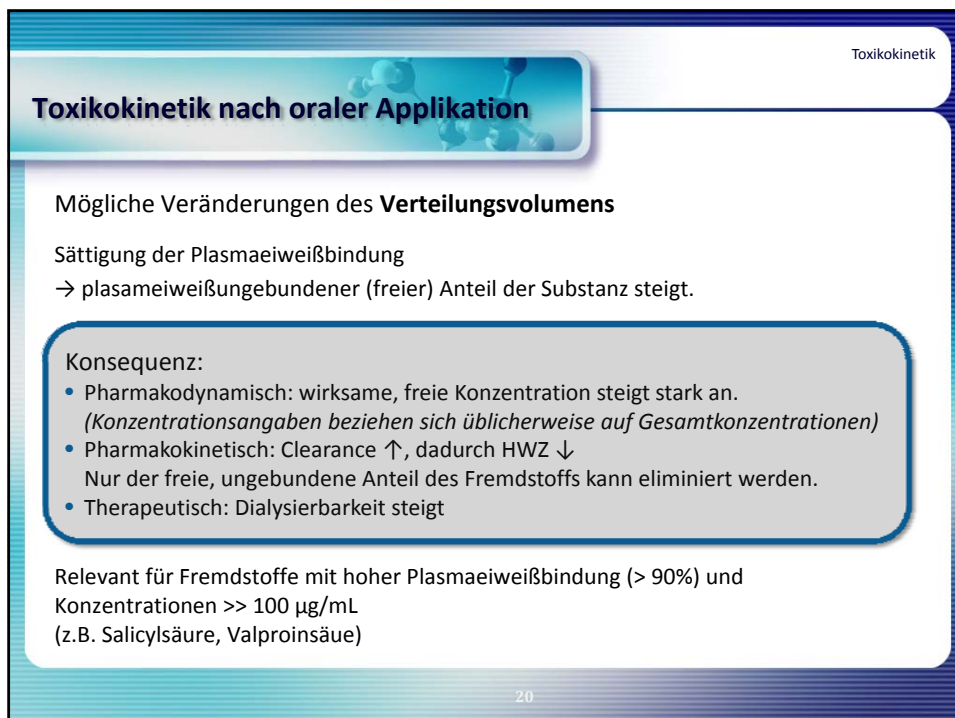 Toxikokinetik
Toxikokinetik nach oraler Applikation
Mögliche Veränderungen des Verteilungsvolumens
Sättigung der Plasmaeiweißbindung
→ plasameiweißungebundener (freier) Anteil der Substanz steigt.
Konsequenz:
• Pharmakodynamisch: wirksame, freie Konzentration steigt stark an.
(Konzentrationsangaben beziehen sich üblicherweise auf Gesamtkonzentrationen)
• Pharmakokinetisch: Clearance ↑, dadurch HWZ ↓
Nur der freie, ungebundene Anteil des Fremdstoffs kann eliminiert werden.
• Therapeutisch: Dialysierbarkeit steigt
Relevant für Fremdstoffe mit hoher Plasmaeiweißbindung (> 90%) und
Konzentrationen >> 100 µg/mL
(z.B. Salicylsäure, Valproinsäue)
20